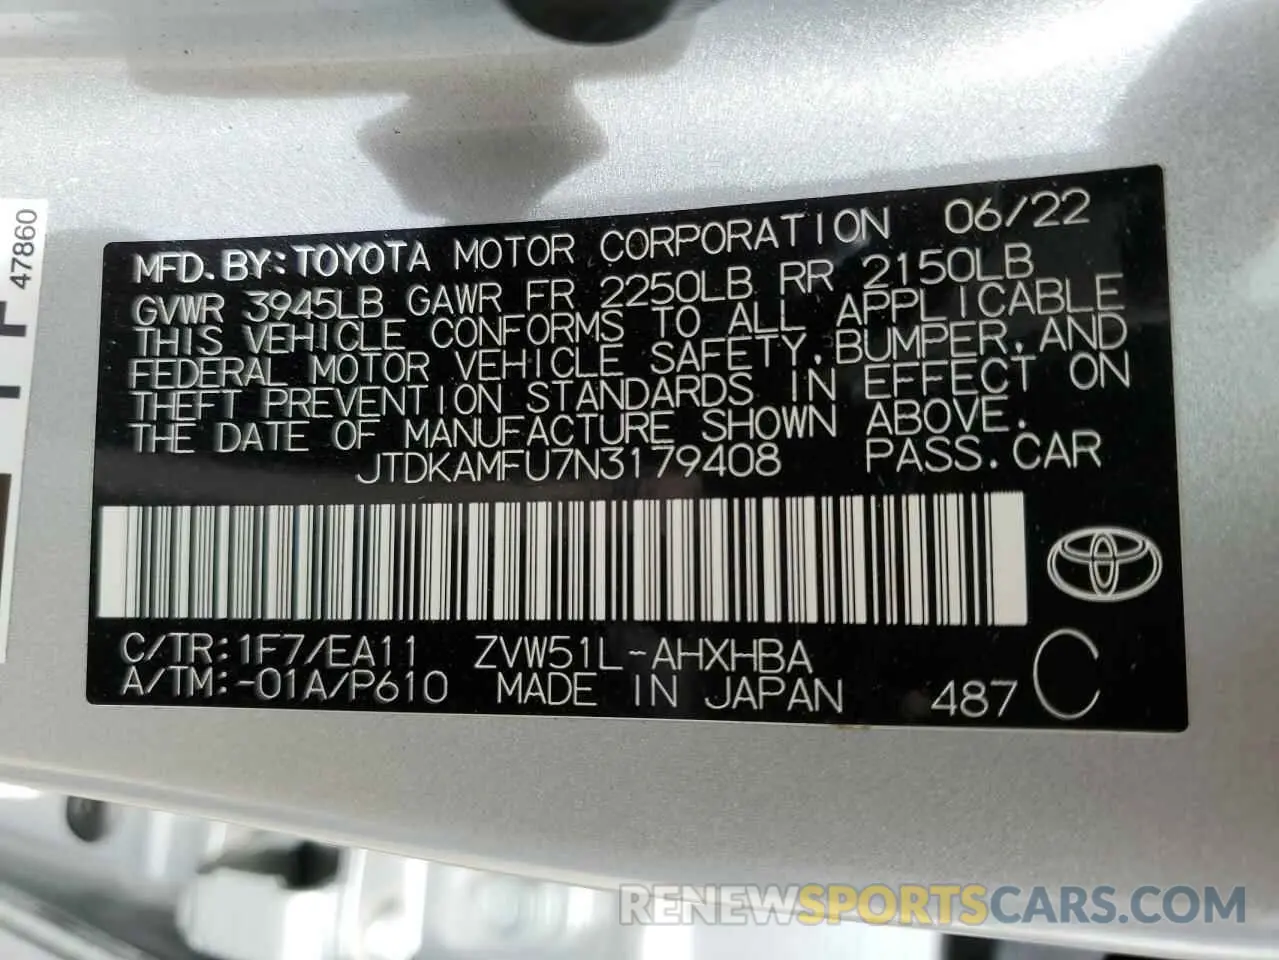 MFD. BY: TOYOTA MOTOR CORPORATION 06/22
GVWR 3945LB GAWR FR 2250LB RR 2150LB
THIS VEHICLE CONFORMS TO ALL APPLICABLE
FEDERAL MOTOR VEHICLE SAFETY, BUMPER, AND
THEFT PREVENTION STANDARDS IN EFFECT ON
THE DATE OF MANUFACTURE SHOWN ABOVE.
JTDKAMFU7N3179408 PASS. CAR
C/TR: 1F7/EA11 ZVW51L-AHXHBA
A/TM: -01A/P610 MADE IN JAPAN 487 C
47860
RENEWSPORTSCARS.COM